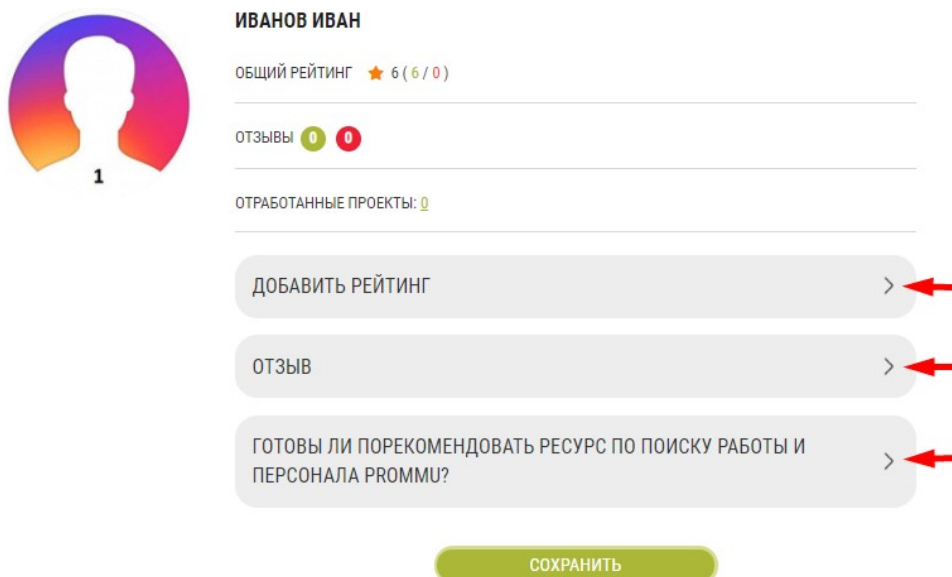 ИВАНОВ ИВАН
ОБЩИЙ РЕЙТИНГ 6 ( 6 / 0 )
ОТЗЫВЫ 0 0
1
ОТРАБОТАННЫЕ ПРОЕКТЫ: 0
ДОБАВИТЬ РЕЙТИНГ
ОТЗЫВ
ГОТОВЫ ЛИ ПОРЕКОМЕНДОВАТЬ РЕСУРС ПО ПОИСКУ РАБОТЫ И
ПЕРСОНАЛА PROMMU?
СОХРАНИТЬ